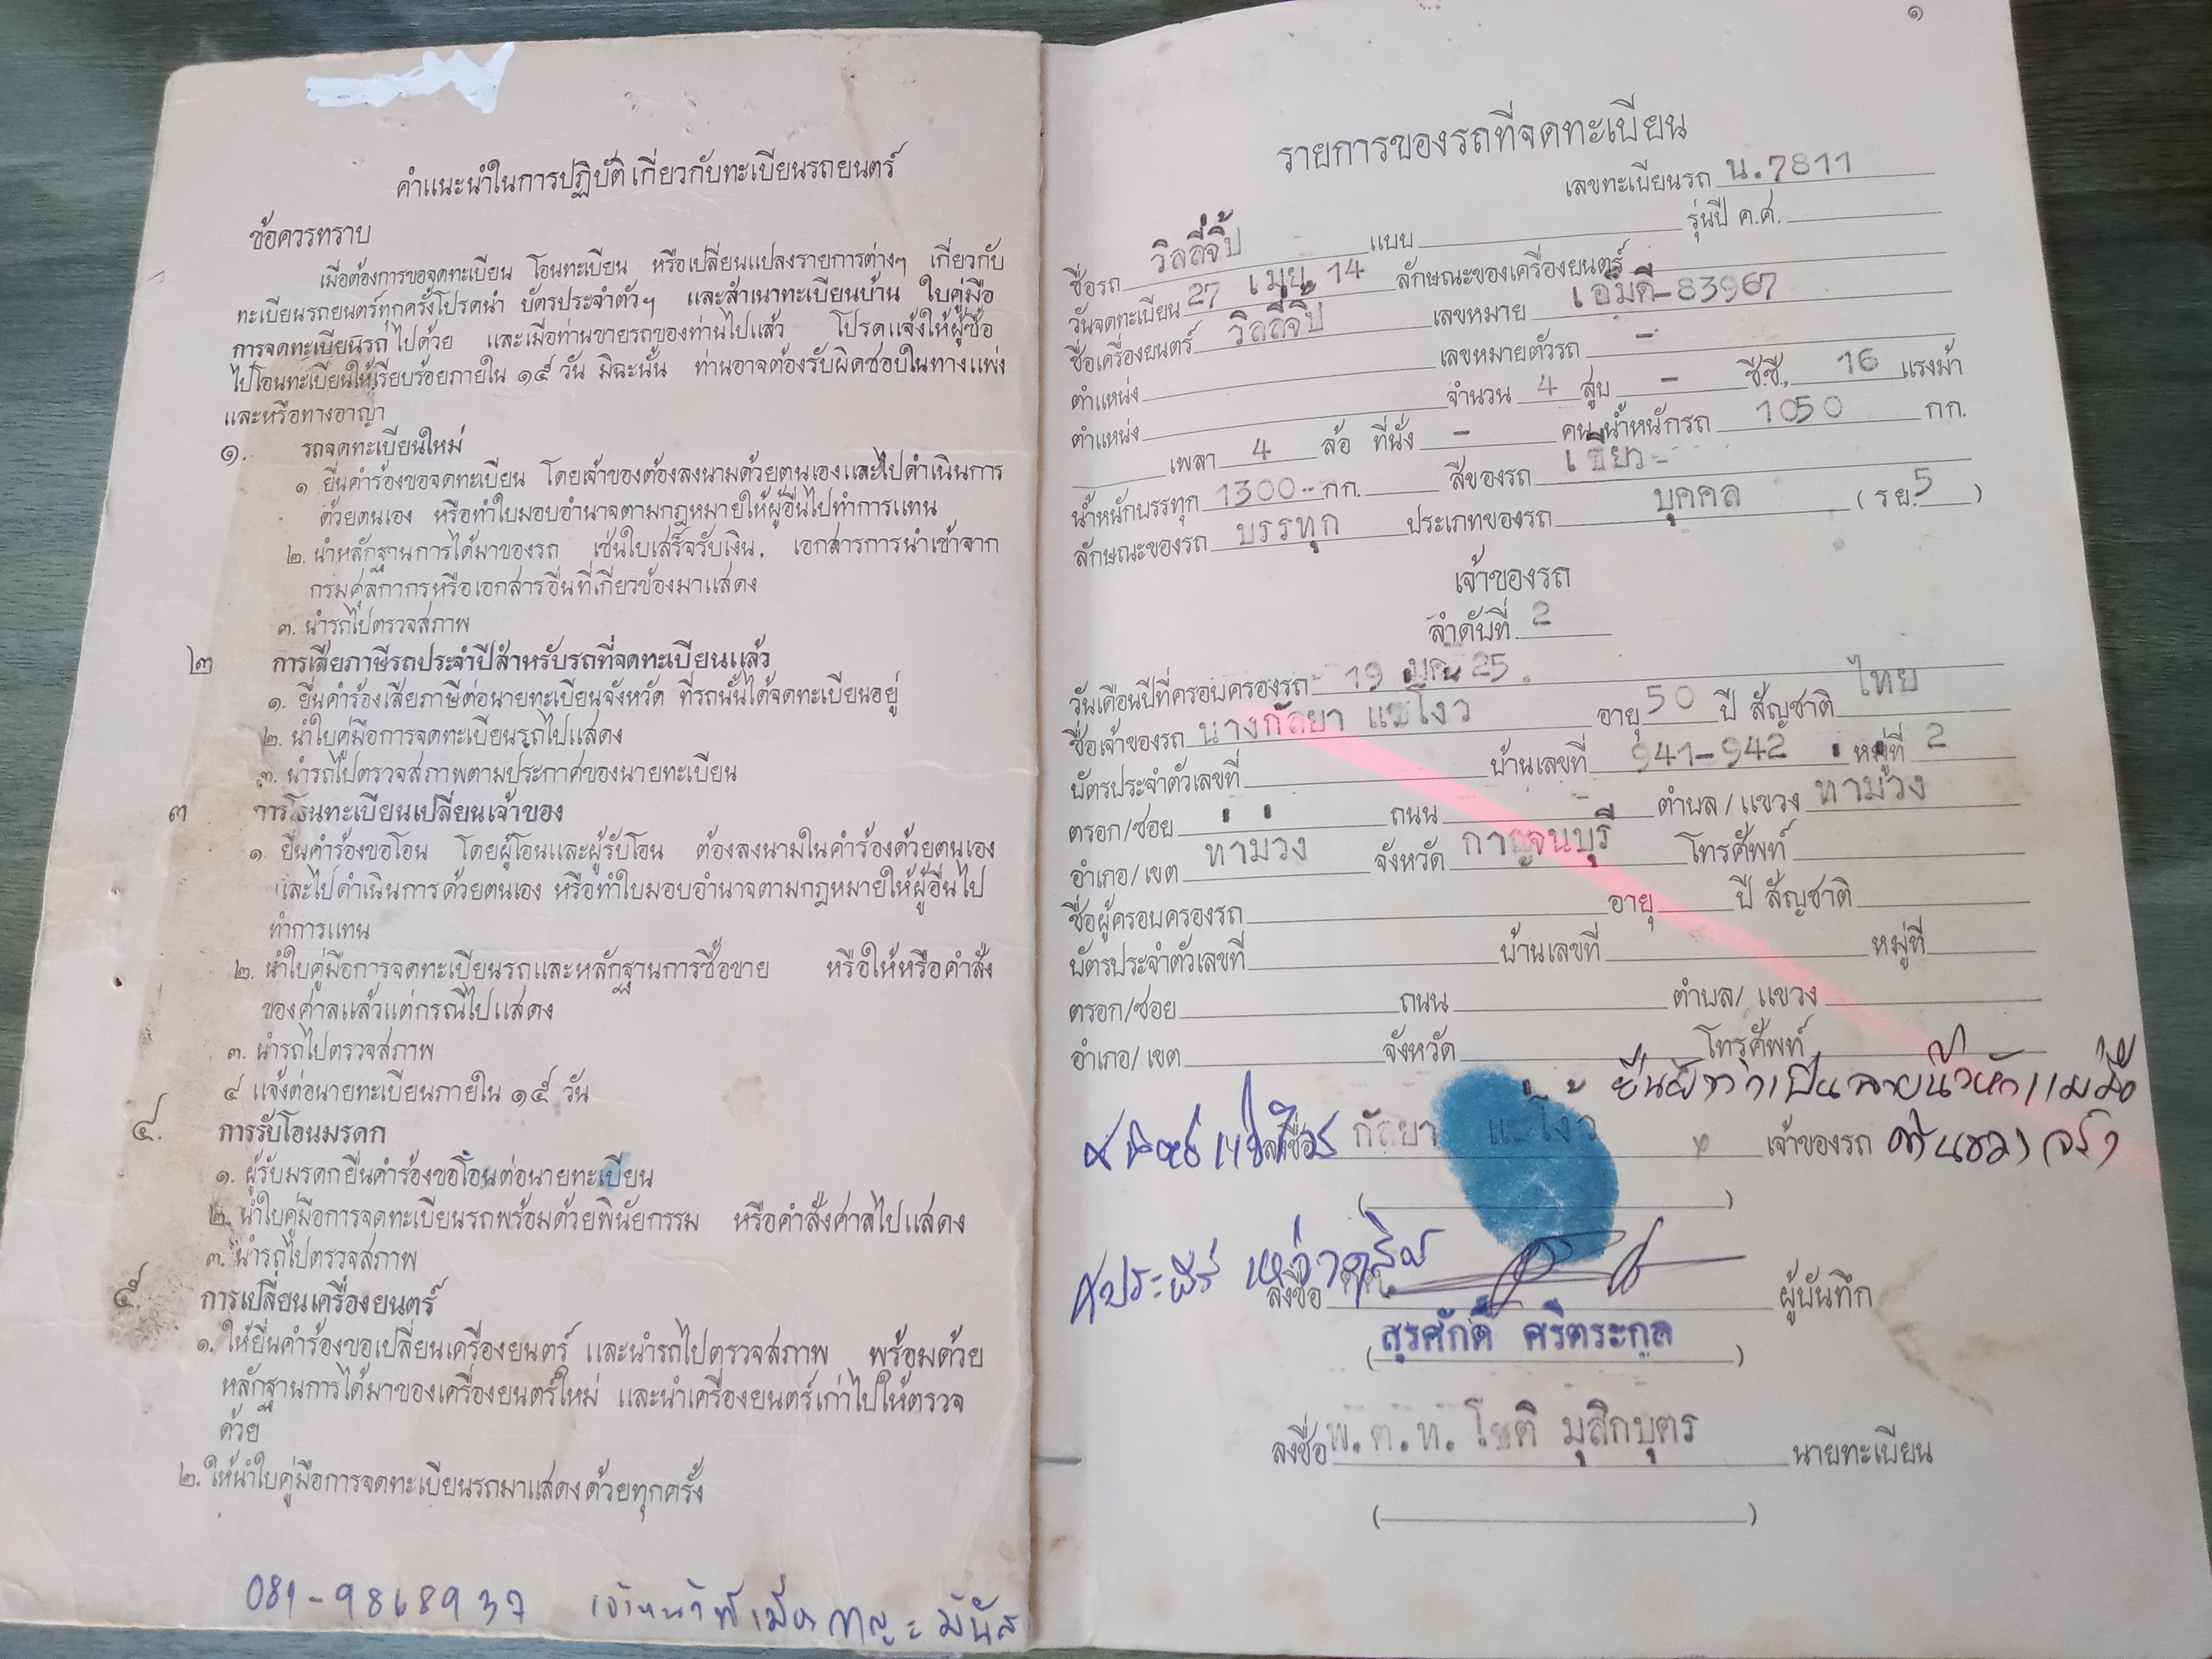 คำแนะนำในการปฏิบัติเกี่ยวกับทะเบียนรถยนตร์
ข้อควรทราบ
เมื่อต้องการขอจดทะเบียน โอนทะเบียน หรือเปลี่ยนแปลงรายการต่างๆ เกี่ยวกับ
ทะเบียนรถยนตร์ทุกครั้งโปรดนำ บัตรประจำตัวฯ และสำเนาทะเบียนบ้าน ใบคู่มือ
การจดทะเบียนรถไปด้วย และเมื่อท่านขายรถของท่านไปแล้ว โปรดแจ้งให้ผู้ซื้อ
ไปโอนทะเบียนให้เรียบร้อยภายใน ๑๕ วัน มิฉะนั้น ท่านอาจต้องรับผิดชอบในทางแพ่ง
และหรือทางอาญา
๑. รถจดทะเบียนใหม่
๑ ยื่นคำร้องขอจดทะเบียน โดยเจ้าของต้องลงนามด้วยตนเองและไปดำเนินการ
ด้วยตนเอง หรือทำใบมอบอำนาจตามกฎหมายให้ผู้อื่นไปทำการแทน
๒. นำหลักฐานการได้มาของรถ เช่นใบเสร็จรับเงิน, เอกสารการนำเข้าจาก
กรมศุลกากรหรือเอกสารอื่นที่เกี่ยวข้องมาแสดง
๓. นำรถไปตรวจสภาพ
๒ การเสียภาษีรถประจำปีสำหรับรถที่จดทะเบียนแล้ว
๑. ยื่นคำร้องเสียภาษีต่อนายทะเบียนจังหวัด ที่รถนั้นได้จดทะเบียนอยู่
๒. นำใบคู่มือการจดทะเบียนรถไปแสดง
๓. นำรถไปตรวจสภาพตามประกาศของนายทะเบียน
๓ การโอนทะเบียนเปลี่ยนเจ้าของ
๑. ยื่นคำร้องขอโอน โดยผู้โอนและผู้รับโอน ต้องลงนามในคำร้องด้วยตนเอง
และไปดำเนินการด้วยตนเอง หรือทำใบมอบอำนาจตามกฎหมายให้ผู้อื่นไป
ทำการแทน
๒. นำใบคู่มือการจดทะเบียนรถและหลักฐานการซื้อขาย หรือให้หรือคำสั่ง
ของศาลแล้วแต่กรณีไปแสดง
๓. นำรถไปตรวจสภาพ
๔ แจ้งต่อนายทะเบียนภายใน ๑๕ วัน
๔. การรับโอนมรดก
๑. ผู้รับมรดกยื่นคำร้องขอโอนต่อนายทะเบียน
๒. นำใบคู่มือการจดทะเบียนรถพร้อมด้วยพินัยกรรม หรือคำสั่งศาลไปแสดง
๓. นำรถไปตรวจสภาพ
๕. การเปลี่ยนเครื่องยนตร์
๑. ให้ยื่นคำร้องขอเปลี่ยนเครื่องยนตร์ และนำรถไปตรวจสภาพ พร้อมด้วย
หลักฐานการได้มาของเครื่องยนตร์ใหม่ และนำเครื่องยนตร์เก่าไปให้ตรวจ
ด้วย
๒. ให้นำใบคู่มือการจดทะเบียนรถมาแสดงด้วยทุกครั้ง
081-9868937
๑
รายการของรถที่จดทะเบียน
เลขทะเบียนรถ น.7811
ชื่อรถ วิลลี่จิ๊ป แบบ รุ่นปี ค.ศ.
วันจดทะเบียน 27 เมย. 14 ลักษณะของเครื่องยนตร์
ชื่อเครื่องยนตร์ วิลลี่จิ๊ป เลขหมาย เอ็มดี-83967
ตำแหน่ง เลขหมายตัวรถ -
ตำแหน่ง จำนวน 4 สูบ - ซีซี. 16 แรงม้า
เพลา 4 ล้อ ที่นั่ง - คน น้ำหนักรถ 1050 กก.
น้ำหนักบรรทุก 1300- กก. สีของรถ เขียว-
ลักษณะของรถ บรรทุก ประเภทของรถ บุคคล (รย.5)
เจ้าของรถ
ลำดับที่ 2
วันเดือนปีที่ครอบครองรถ 19 มค. 25.
ชื่อเจ้าของรถ นางกัลยา แซ่โงว อายุ 50 ปี สัญชาติ ไทย
บัตรประจำตัวเลขที่ บ้านเลขที่ 941-942 หมู่ที่ 2
ตรอก/ซอย ถนน ตำบล/แขวง ท่าม่วง
อำเภอ/เขต ท่าม่วง จังหวัด กาญจนบุรี โทรศัพท์
ชื่อผู้ครอบครองรถ อายุ ปี สัญชาติ
บัตรประจำตัวเลขที่ บ้านเลขที่ หมู่ที่
ตรอก/ซอย ถนน ตำบล/แขวง
อำเภอ/เขต จังหวัด โทรศัพท์
ยืนยันว่าเป็นลายนิ้วหัวแม่มือ
ลงชื่อ กัลยา แซ่โง้ว เจ้าของรถ
( )
ลงชื่อ ผู้บันทึก
(สุรศักดิ์ ศรีตระกูล)
ลงชื่อ พ.ต.ท. โชติ มุสิกบุตร นายทะเบียน
( )